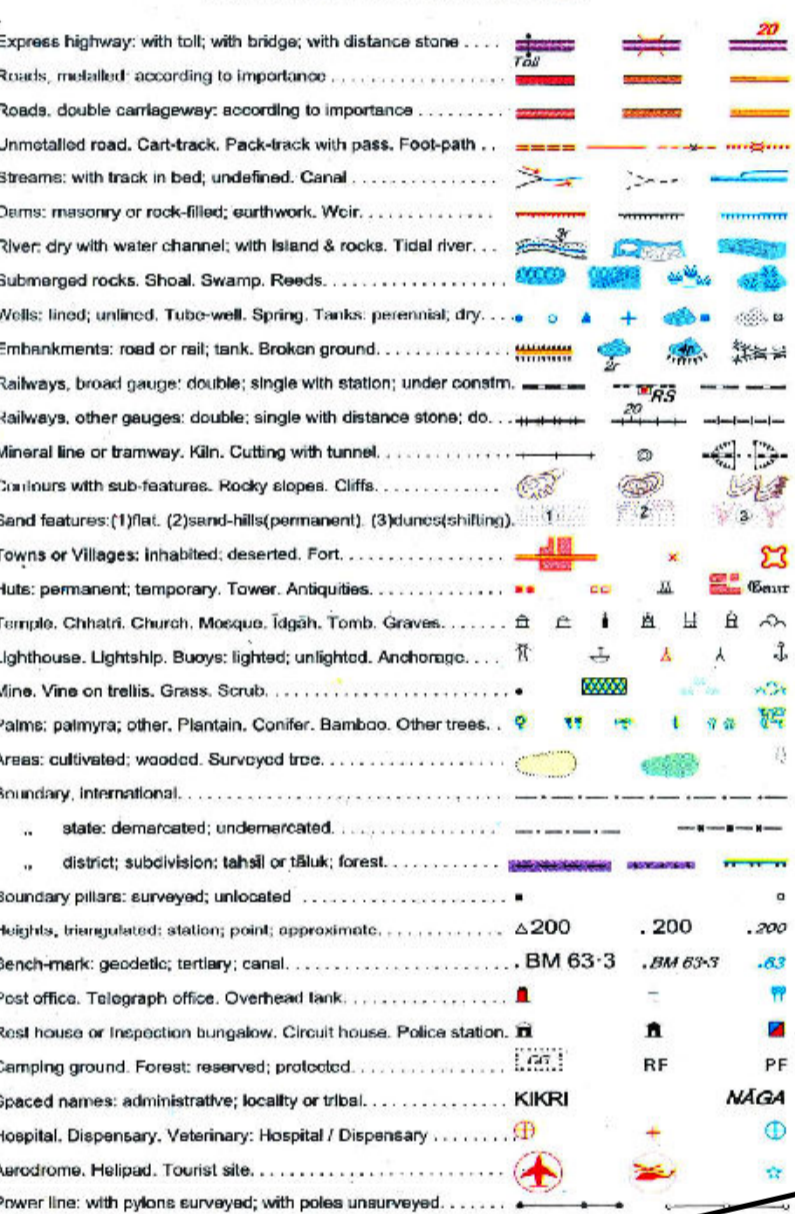 20
Express highway: with toll; with bridge; with distance stone ....
Toll
Roads, metalled: according to importance ..................
Roads, double carriageway: according to importance .........
Unmetalled road. Cart-track. Pack-track with pass. Foot-path ..
Streams: with track in bed; undefined. Canal ................
Dams: masonry or rock-filled; earthwork. Weir...............
River: dry with water channel; with Island & rocks. Tidal river...
3r
Submerged rocks. Shoal. Swamp. Reeds...................
Wells: lined; unlined. Tube-well. Spring. Tanks: perennial; dry....
Embankments: road or rail; tank. Broken ground.............
2r 4r
Railways, broad gauge: double; single with station; under constrn.
RS
Railways, other gauges: double; single with distance stone; do...
20
Mineral line or tramway. Kiln. Cutting with tunnel............
Contours with sub-features. Rocky slopes. Cliffs............
Sand features:(1)flat. (2)sand-hills(permanent). (3)dunes(shifting).
1 2 3
Towns or Villages: inhabited; deserted. Fort................
Huts: permanent; temporary. Tower. Antiquities.............
Gaur
Temple. Chhatri. Church. Mosque. Īdgāh. Tomb. Graves.......
Lighthouse. Lightship. Buoys: lighted; unlighted. Anchorage....
Mine. Vine on trellis. Grass. Scrub........................
Palms: palmyra; other. Plantain. Conifer. Bamboo. Other trees..
Areas: cultivated; wooded. Surveyed tree...................
Boundary, international.................................
,, state: demarcated; undemarcated...................
,, district; subdivision: tahsīl or tāluk; forest............
Boundary pillars: surveyed; unlocated ....................
Heights, triangulated: station; point; approximate............ 200 .200 .200
Bench-mark: geodetic; tertiary; canal...................... .BM 63·3 .BM 63·3 .63
Post office. Telegraph office. Overhead tank................
Rest house or Inspection bungalow. Circuit house. Police station.
Camping ground. Forest: reserved; protected............... CG RF PF
Spaced names: administrative; locality or tribal.............. KIKRI NĀGA
Hospital. Dispensary. Veterinary: Hospital / Dispensary ........
Aerodrome. Helipad. Tourist site.........................
Power line: with pylons surveyed; with poles unsurveyed.......